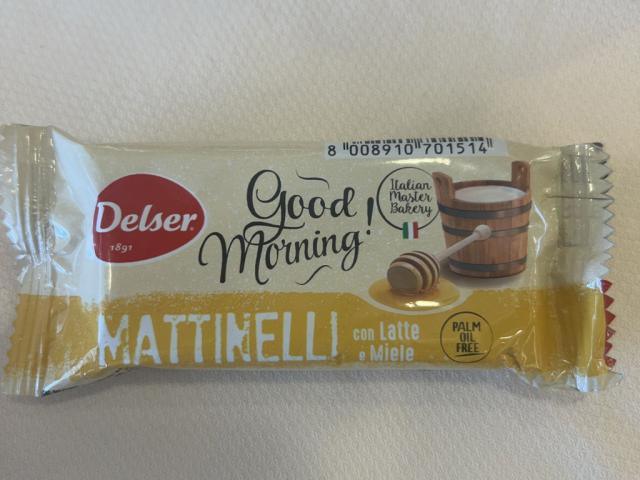 8 008910 701514
Delser
1891
Good
Morning!
Italian
Master
Bakery
MATTINELLI
con Latte
e Miele
PALM
OIL
FREE